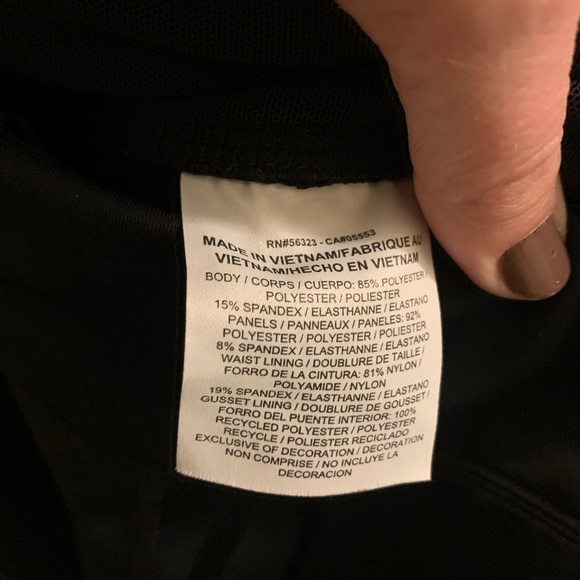 RN#56323 - CA#05553
MADE IN VIETNAM/FABRIQUE AU
VIETNAM/HECHO EN VIETNAM
BODY / CORPS / CUERPO: 85% POLYESTER
POLYESTER / POLIESTER
15% SPANDEX / ELASTHANNE / ELASTANO
PANELS / PANNEAUX / PANELES: 92%
POLYESTER / POLYESTER / POLIESTER
8% SPANDEX / ELASTHANNE / ELASTANO
WAIST LINING / DOUBLURE DE TAILLE /
FORRO DE LA CINTURA: 81% NYLON /
POLYAMIDE / NYLON
19% SPANDEX / ELASTHANNE / ELASTANO
GUSSET LINING / DOUBLURE DE GOUSSET /
FORRO DEL PUENTE INTERIOR: 100%
RECYCLED POLYESTER / POLYESTER
RECYCLE / POLIESTER RECICLADO
EXCLUSIVE OF DECORATION / DECORATION
NON COMPRISE / NO INCLUYE LA
DECORACION